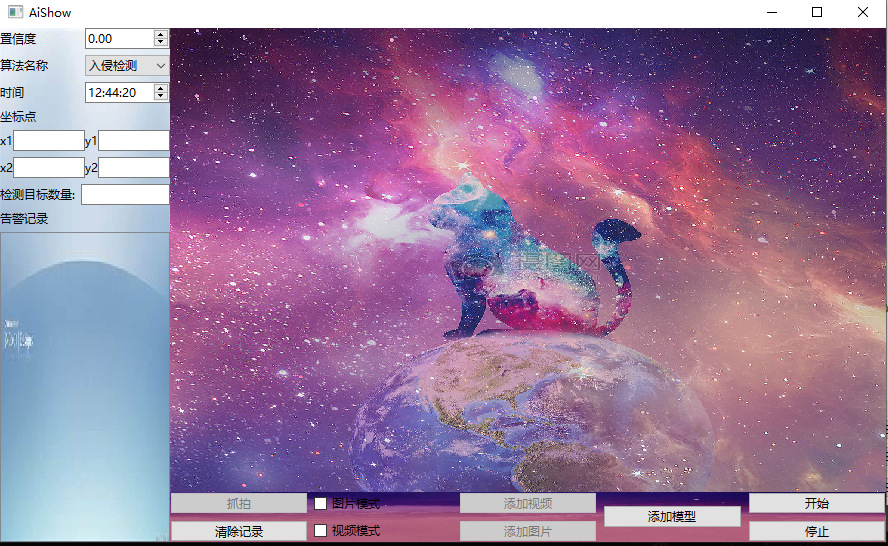 AiShow
置信度 0.00
算法名称 入侵检测
时间 12:44:20
坐标点
x1 y1
x2 y2
检测目标数量:
告警记录
抓拍 图片模式 添加视频 开始
添加模型
清除记录 视频模式 添加图片 停止